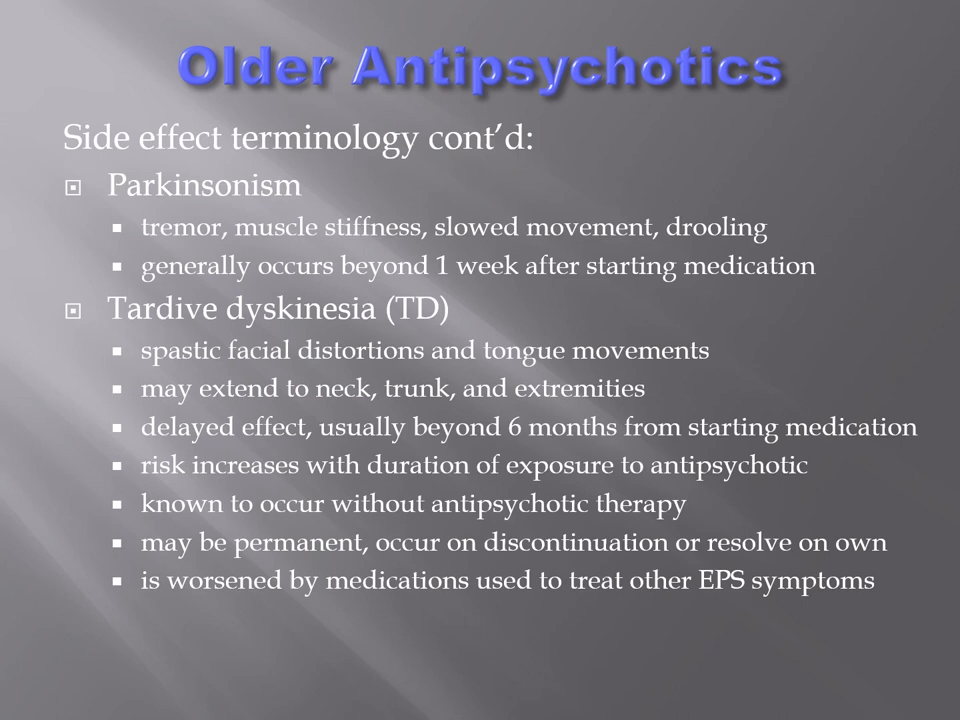 Older Antipsychotics
Side effect terminology cont’d:
Parkinsonism
tremor, muscle stiffness, slowed movement, drooling
generally occurs beyond 1 week after starting medication
Tardive dyskinesia (TD)
spastic facial distortions and tongue movements
may extend to neck, trunk, and extremities
delayed effect, usually beyond 6 months from starting medication
risk increases with duration of exposure to antipsychotic
known to occur without antipsychotic therapy
may be permanent, occur on discontinuation or resolve on own
is worsened by medications used to treat other EPS symptoms